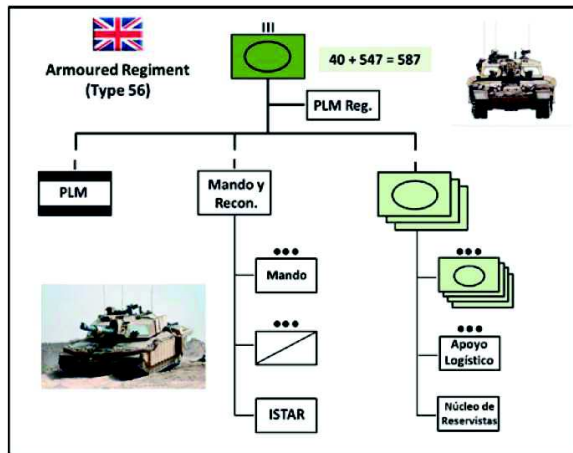 III
40 + 547 = 587
Armoured Regiment
(Type 56)
PLM Reg.
PLM
Mando y
Recon.
Mando
Apoyo
Logístico
ISTAR
Núcleo de
Reservistas